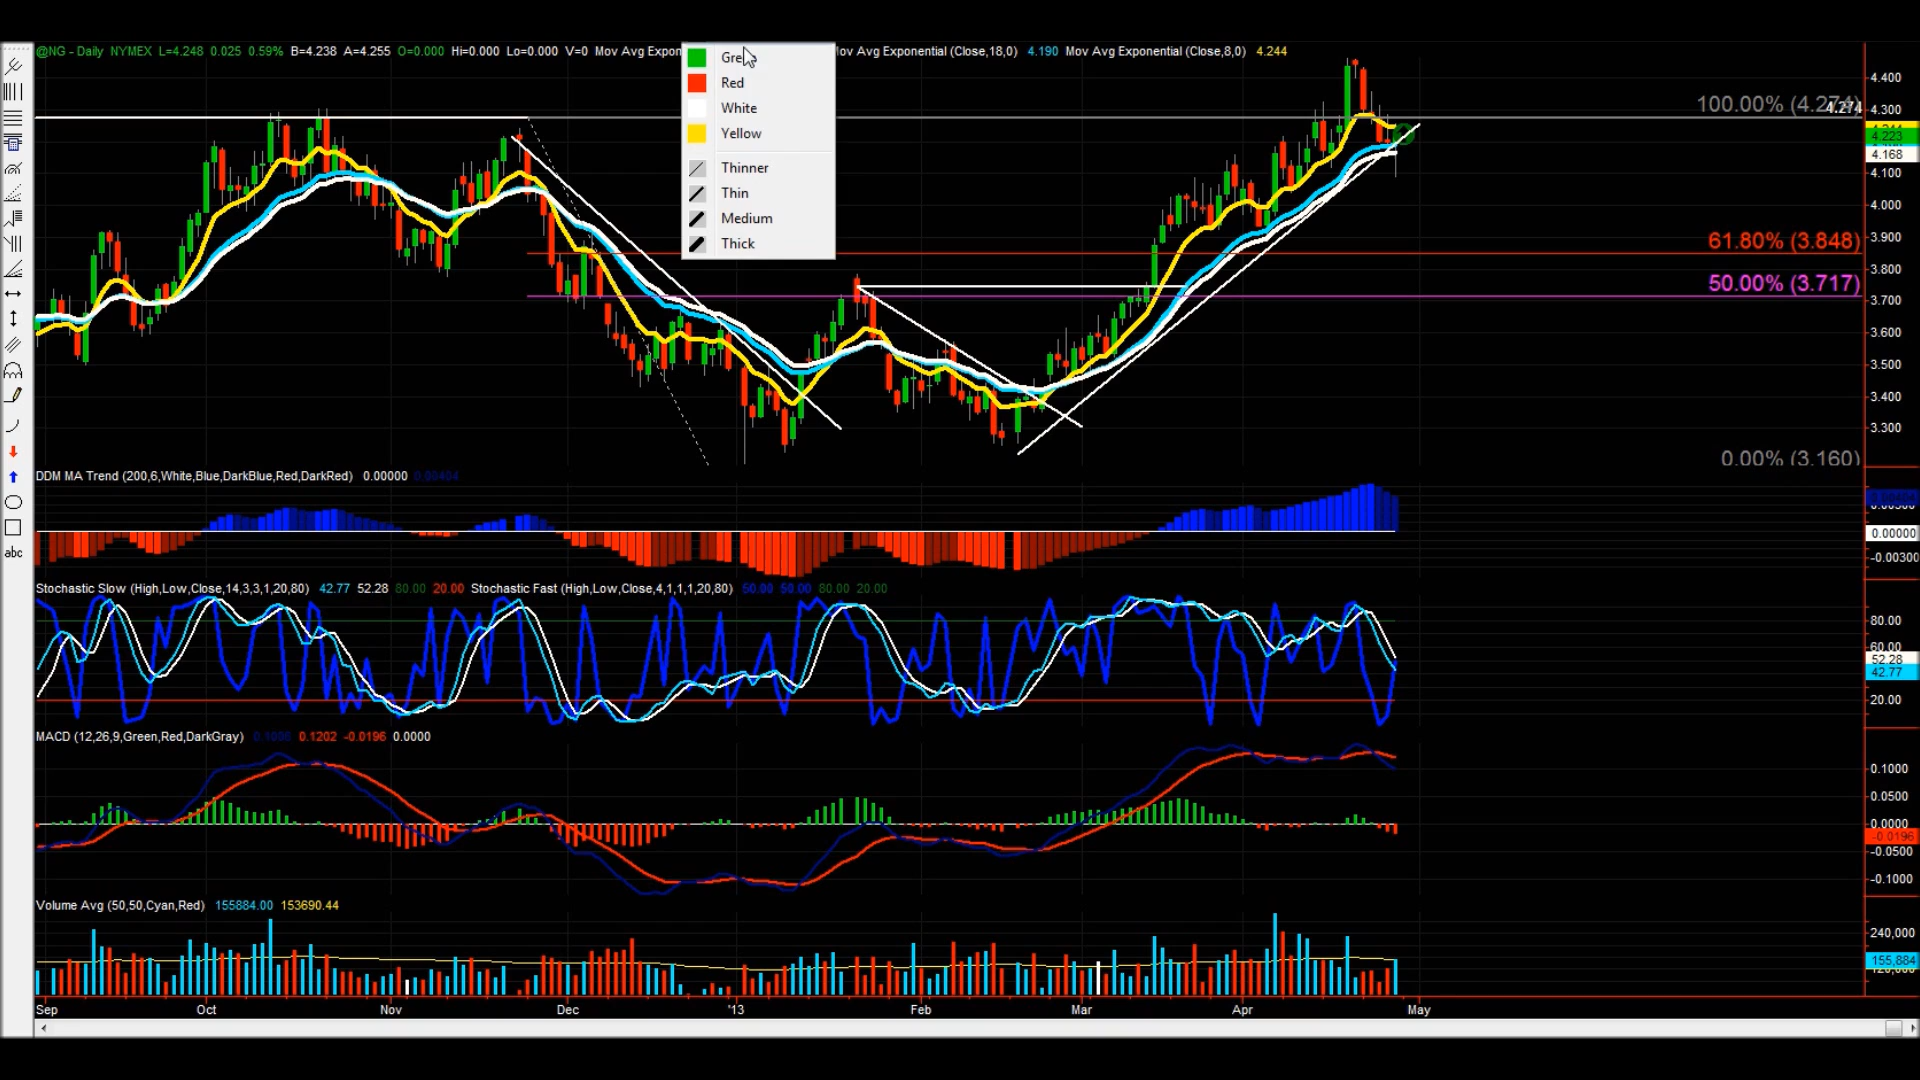 @NG - Daily NYMEX L=4.248 0.025 0.59% B=4.238 A=4.255 O=0.000 Hi=0.000 Lo=0.000 V=0 Mov Avg Expon ov Avg Exponential (Close,18,0) 4.190 Mov Avg Exponential (Close,8,0) 4.244
Green
Red
White
Yellow
Thinner
Thin
Medium
Thick
4.400
100.00% (4.274)
4.274
4.300
4.223
4.168
4.100
4.000
61.80% (3.848)
3.900
3.800
50.00% (3.717)
3.700
3.600
3.500
3.400
3.300
0.00% (3.160)
abc
DDM MA Trend (200,6,White,Blue,DarkBlue,Red,DarkRed) 0.00000 0.00404
0.00000
-0.00300
Stochastic Slow (High,Low,Close,14,3,3,1,20,80) 42.77 52.28 80.00 20.00 Stochastic Fast (High,Low,Close,4,1,1,1,20,80) 50.00 50.00 80.00 20.00
80.00
60.00
52.28
42.77
20.00
MACD (12,26,9,Green,Red,DarkGray) 0.1202 -0.0196 0.0000
0.1000
0.0500
0.0000
-0.0196
-0.0500
-0.1000
Volume Avg (50,50,Cyan,Red) 155884.00 153690.44
240,000
155,884
Sep Oct Nov Dec '13 Feb Mar Apr May